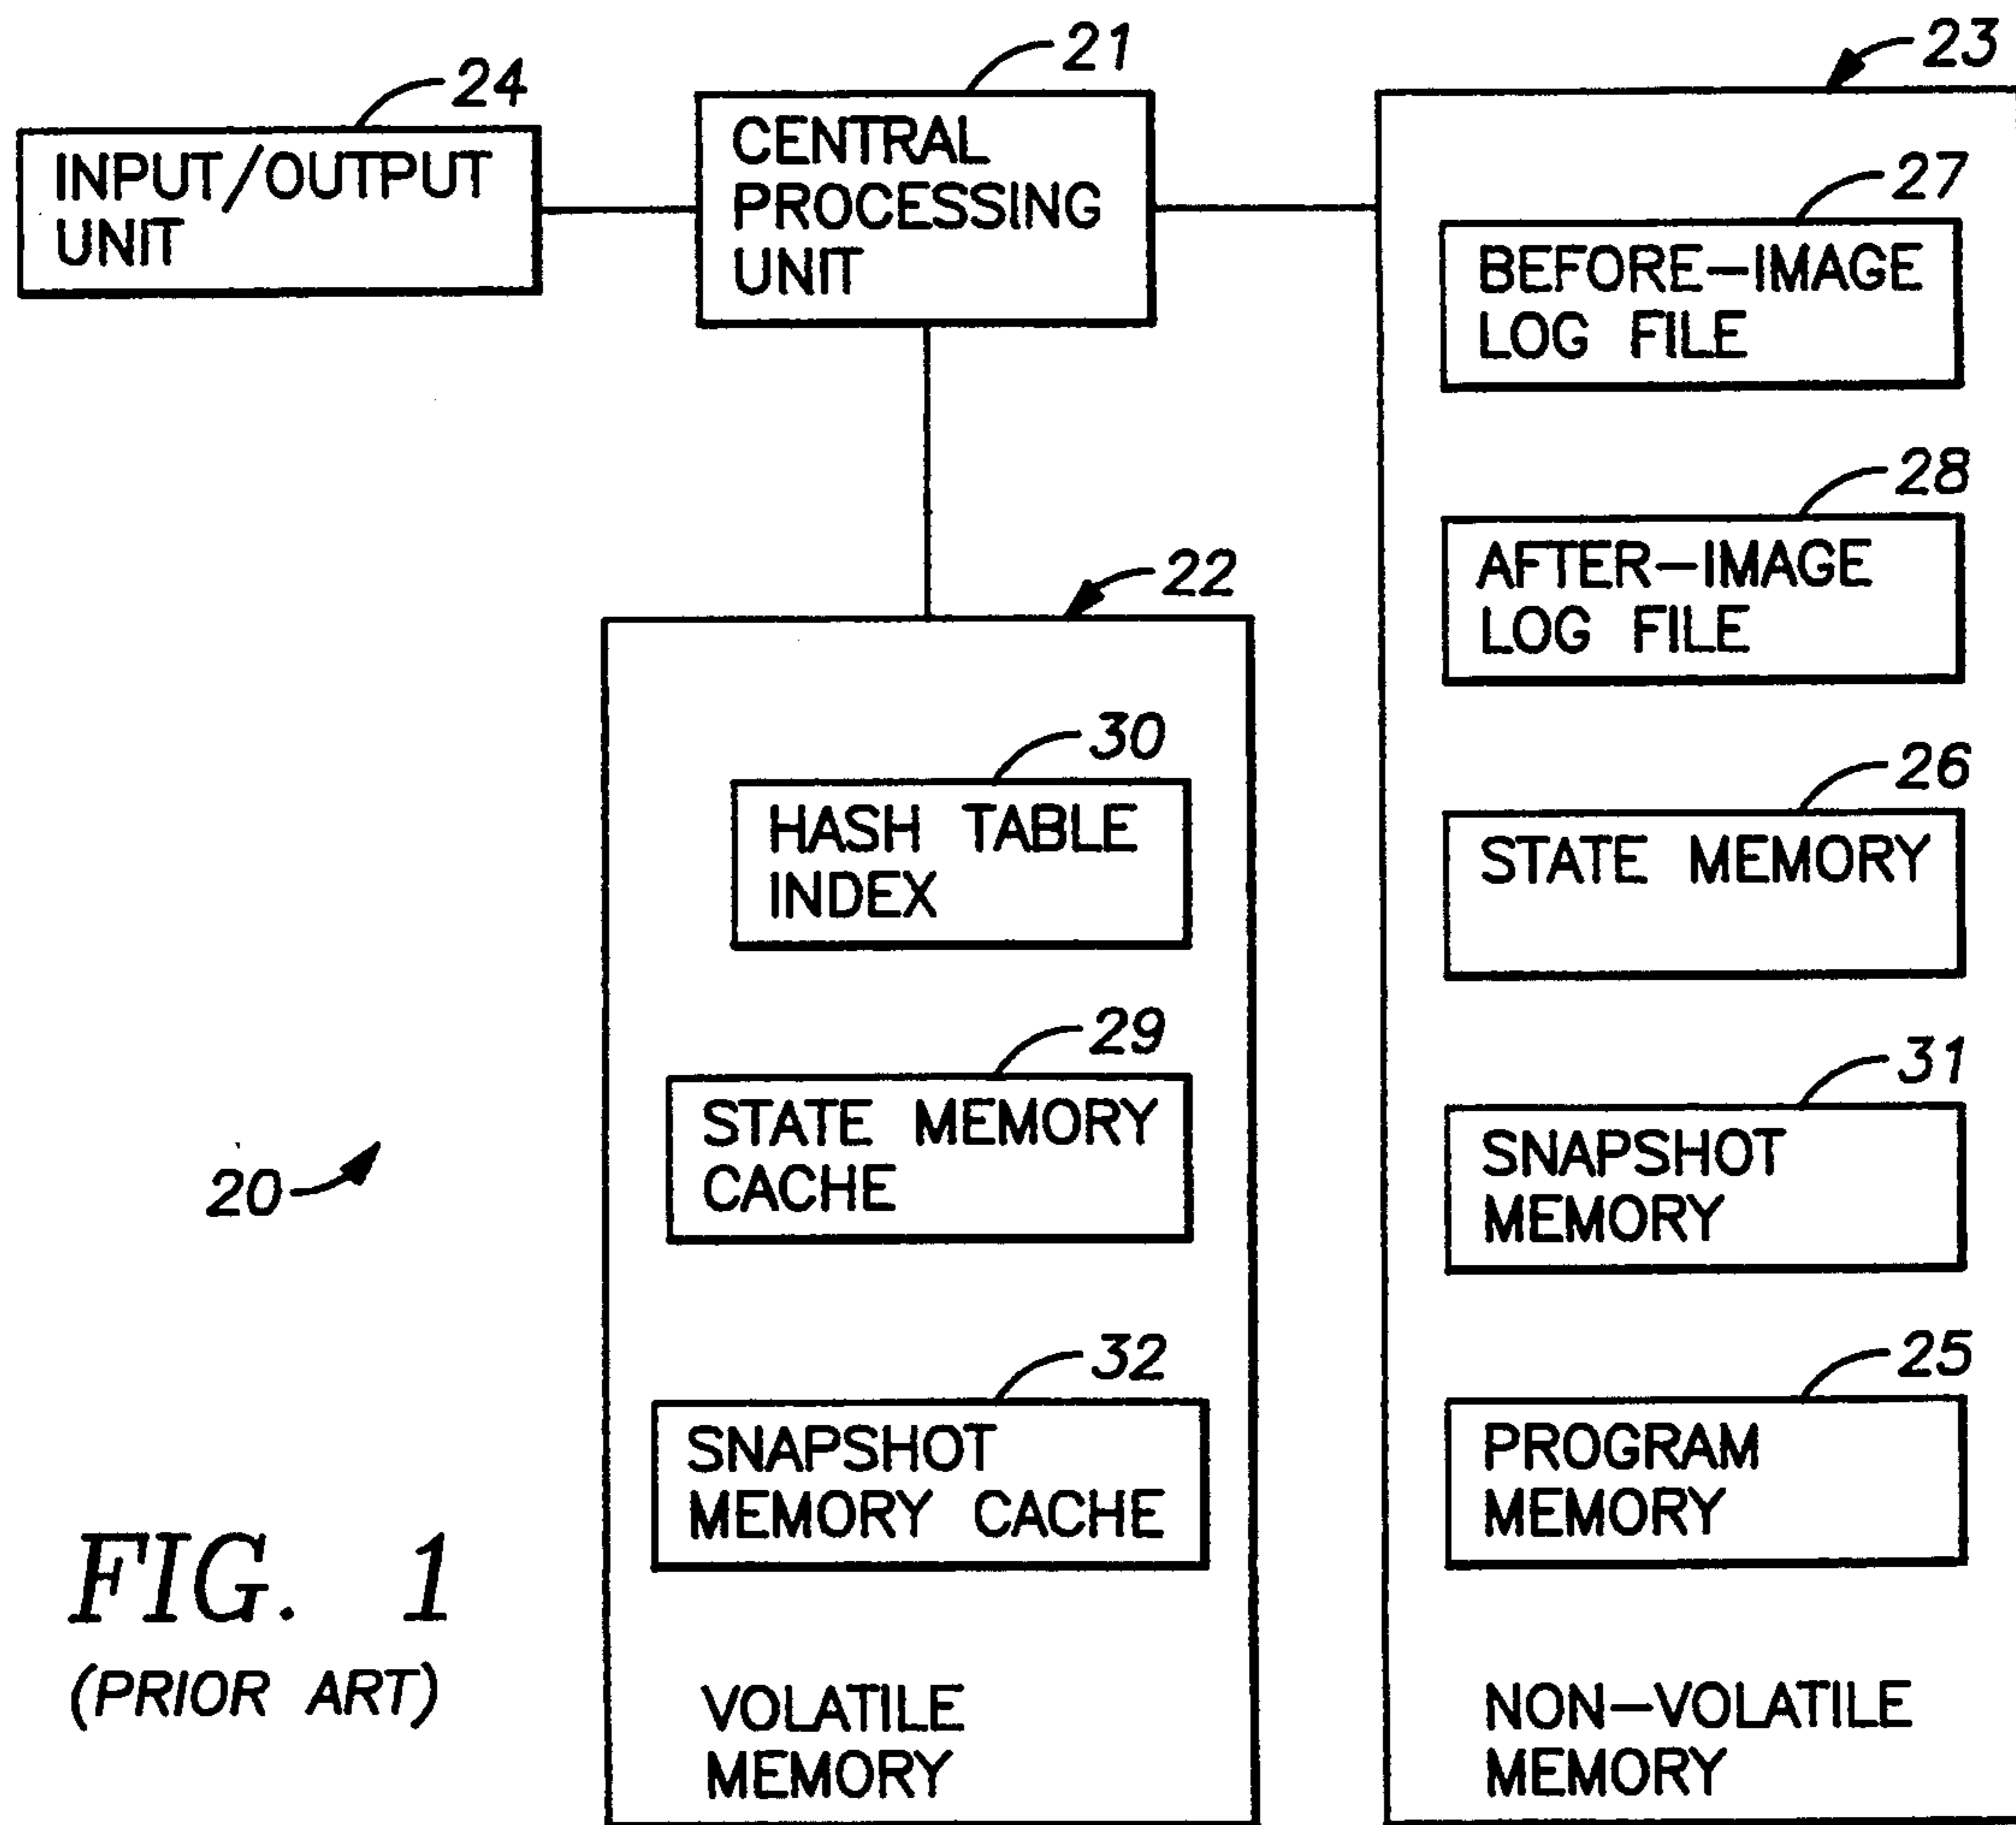 24
INPUT/OUTPUT
UNIT
21
CENTRAL
PROCESSING
UNIT
23
27
BEFORE-IMAGE
LOG FILE
28
AFTER-IMAGE
LOG FILE
26
STATE MEMORY
31
SNAPSHOT
MEMORY
25
PROGRAM
MEMORY
NON-VOLATILE
MEMORY
22
30
HASH TABLE
INDEX
29
STATE MEMORY
CACHE
32
SNAPSHOT
MEMORY CACHE
VOLATILE
MEMORY
20
FIG. 1
(PRIOR ART)